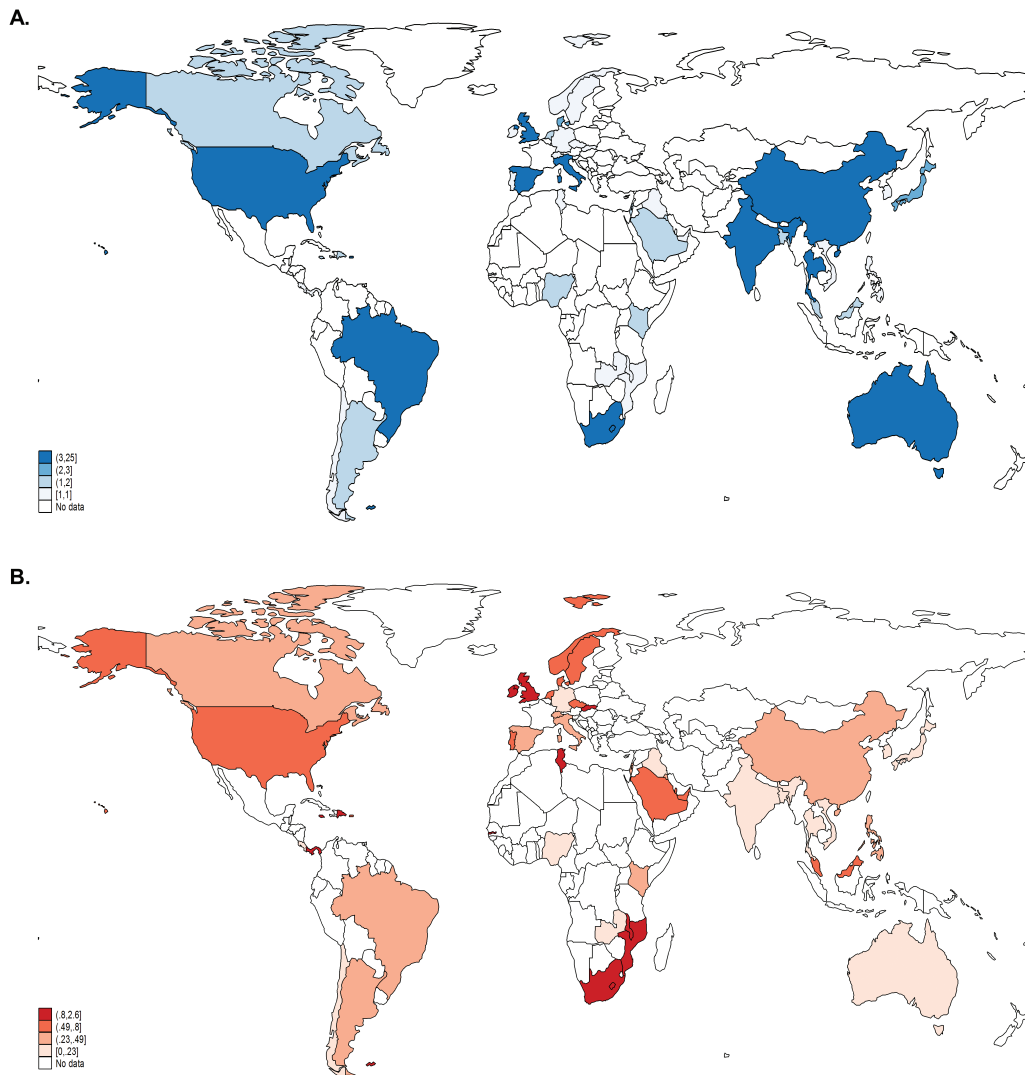 A.
(3,25]
(2,3]
(1,2]
[1,1]
No data
B.
(.8,2.6]
(.49,.8]
(.23,.49]
[0,.23]
No data